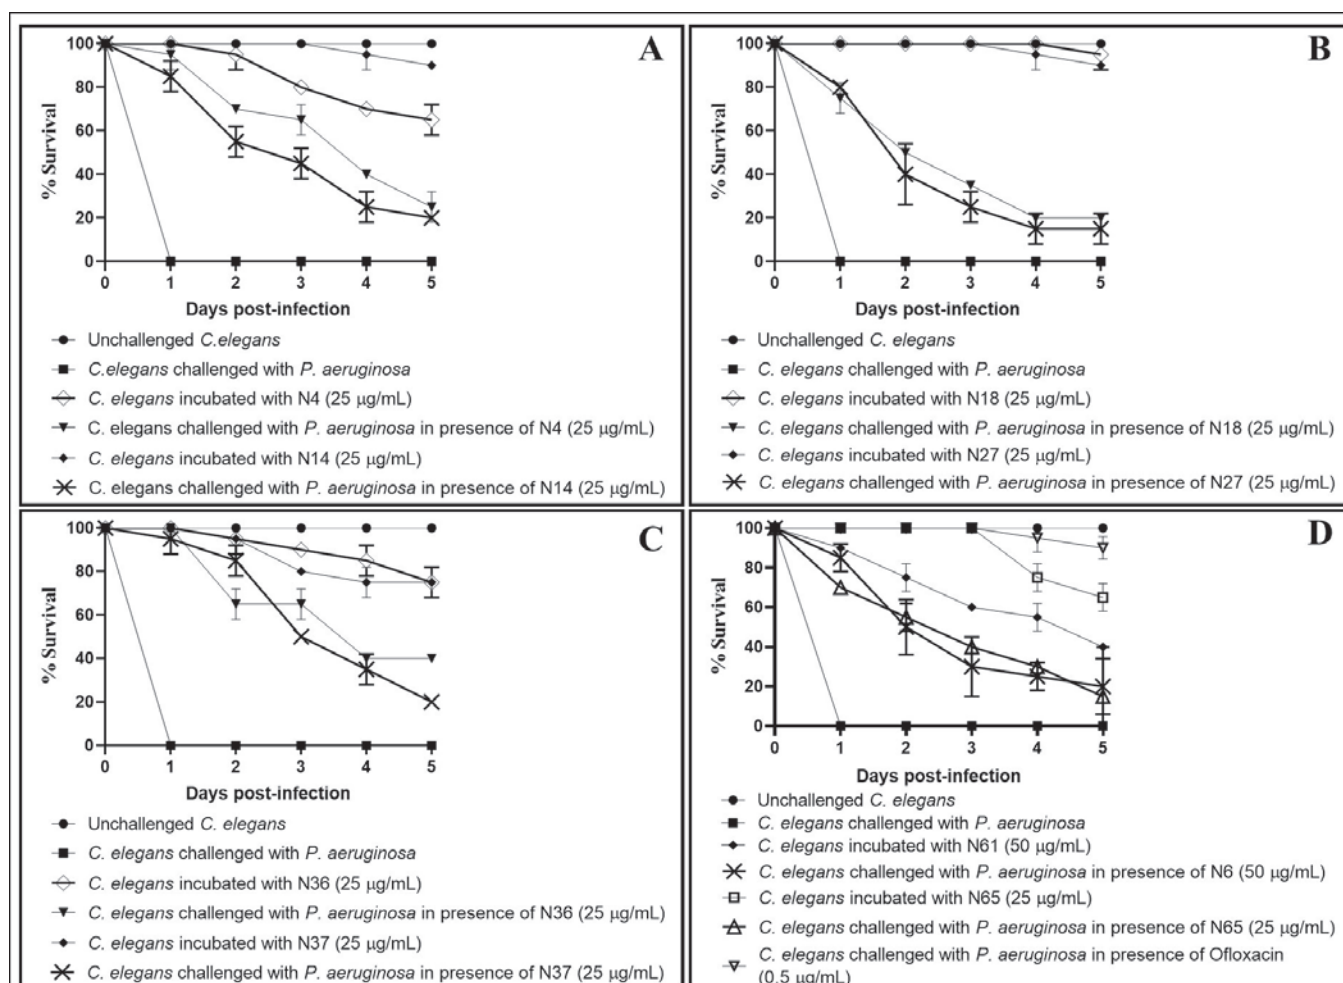 A
% Survival
100
80
60
40
20
0
0 1 2 3 4 5
Days post-infection
Unchallenged C.elegans
C.elegans challenged with P. aeruginosa
C. elegans incubated with N4 (25 µg/mL)
C. elegans challenged with P. aeruginosa in presence of N4 (25 µg/mL)
C. elegans incubated with N14 (25 µg/mL)
C. elegans challenged with P. aeruginosa in presence of N14 (25 µg/mL)
B
% Survival
100
80
60
40
20
0
0 1 2 3 4 5
Days post-infection
Unchallenged C. elegans
C. elegans challenged with P. aeruginosa
C. elegans incubated with N18 (25 µg/mL)
C. elegans challenged with P. aeruginosa in presence of N18 (25 µg/mL)
C. elegans incubated with N27 (25 µg/mL)
C. elegans challenged with P. aeruginosa in presence of N27 (25 µg/mL)
C
% Survival
100
80
60
40
20
0
0 1 2 3 4 5
Days post-infection
Unchallenged C. elegans
C. elegans challenged with P. aeruginosa
C. elegans incubated with N36 (25 µg/mL)
C. elegans challenged with P. aeruginosa in presence of N36 (25 µg/mL)
C. elegans incubated with N37 (25 µg/mL)
C. elegans challenged with P. aeruginosa in presence of N37 (25 µg/mL)
D
% Survival
100
80
60
40
20
0
0 1 2 3 4 5
Days post-infection
Unchallenged C. elegans
C. elegans challenged with P. aeruginosa
C. elegans incubated with N61 (50 µg/mL)
C. elegans challenged with P. aeruginosa in presence of N6 (50 µg/mL)
C. elegans incubated with N65 (25 µg/mL)
C. elegans challenged with P. aeruginosa in presence of N65 (25 µg/mL)
C. elegans challenged with P. aeruginosa in presence of Ofloxacin
(0.5 µg/mL)